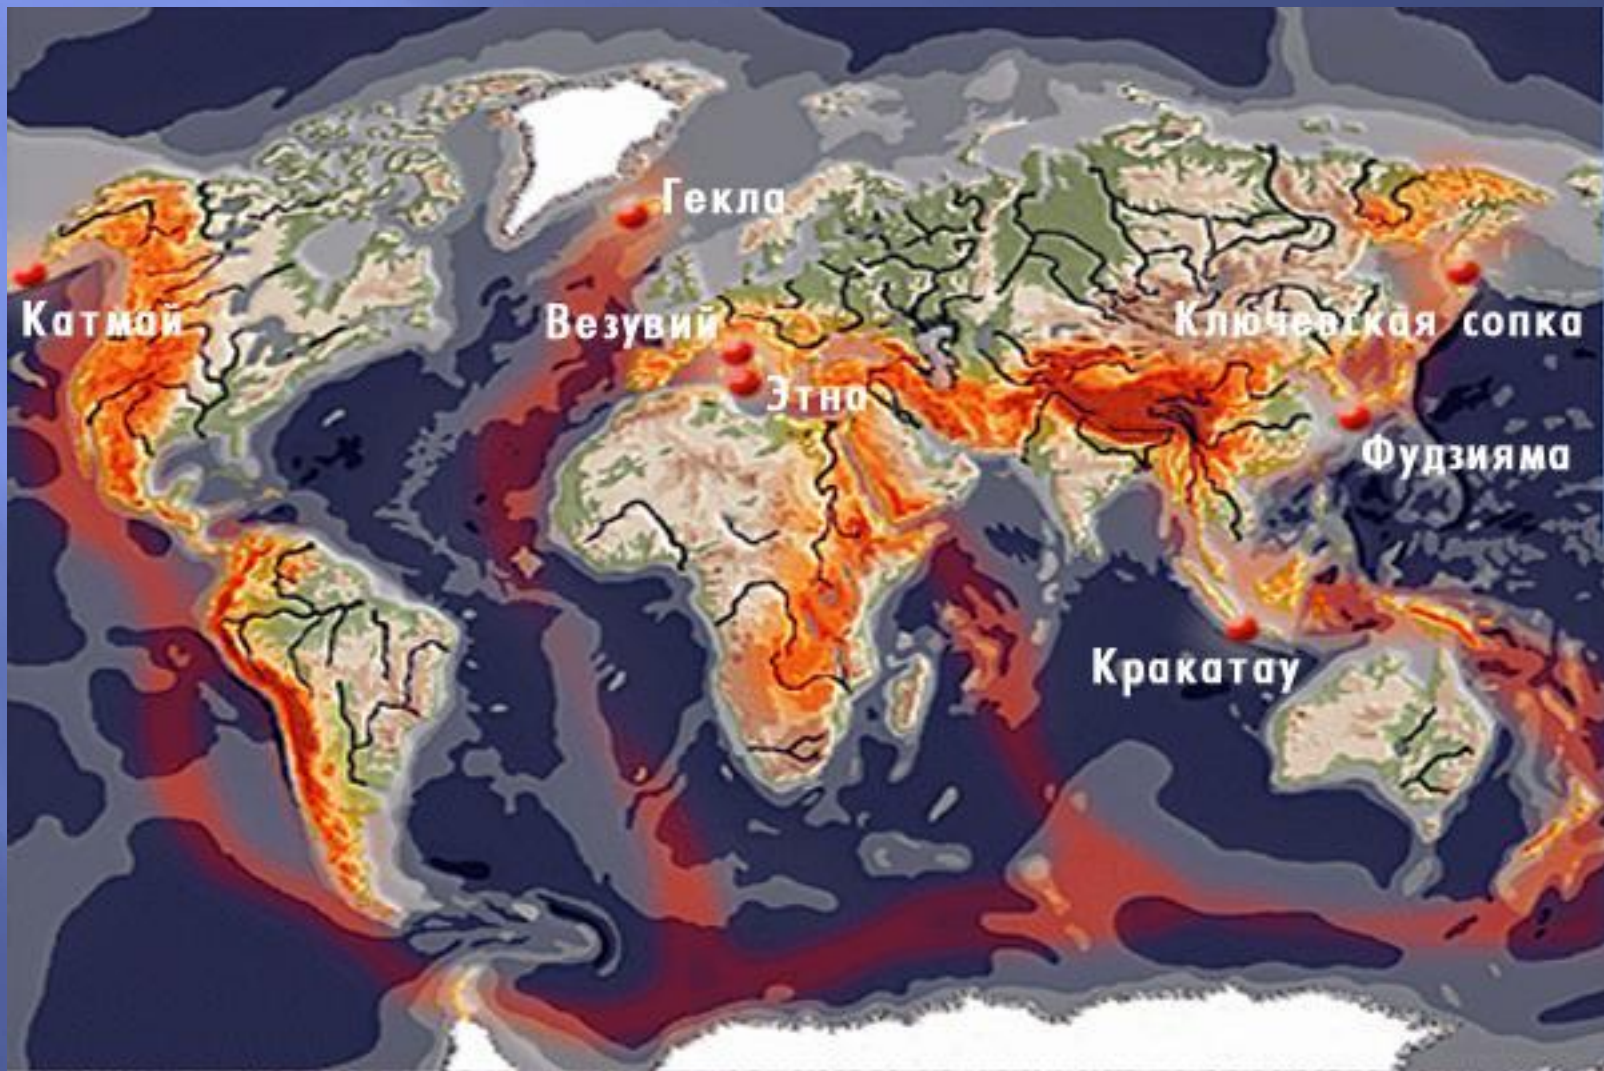 Гекла
Катмай
Везувий
Ключевская сопка
Этна
Фудзияма
Кракатау